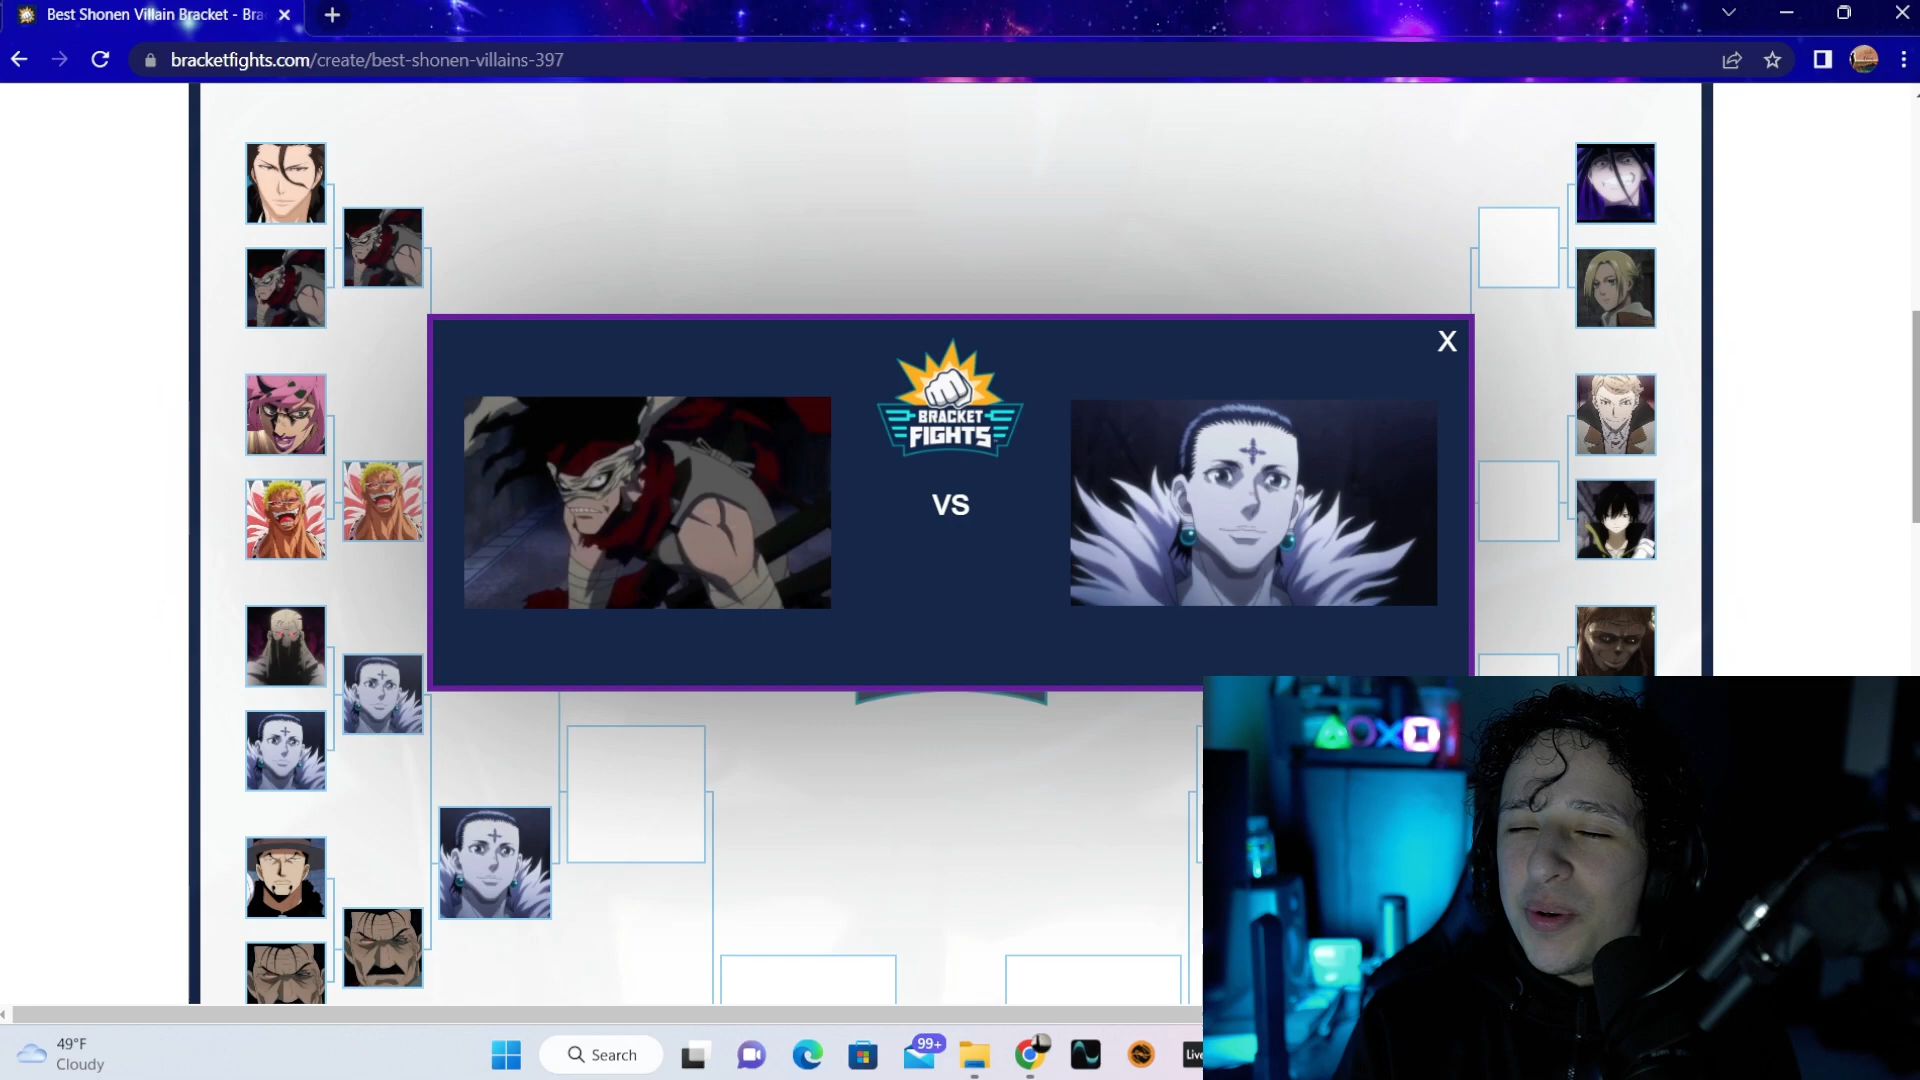 Best Shonen Villain Bracket - Bra
bracketfights.com/create/best-shonen-villains-397
X
BRACKET
FIGHTS
VS
49°F
Cloudy
Search
99+
Live